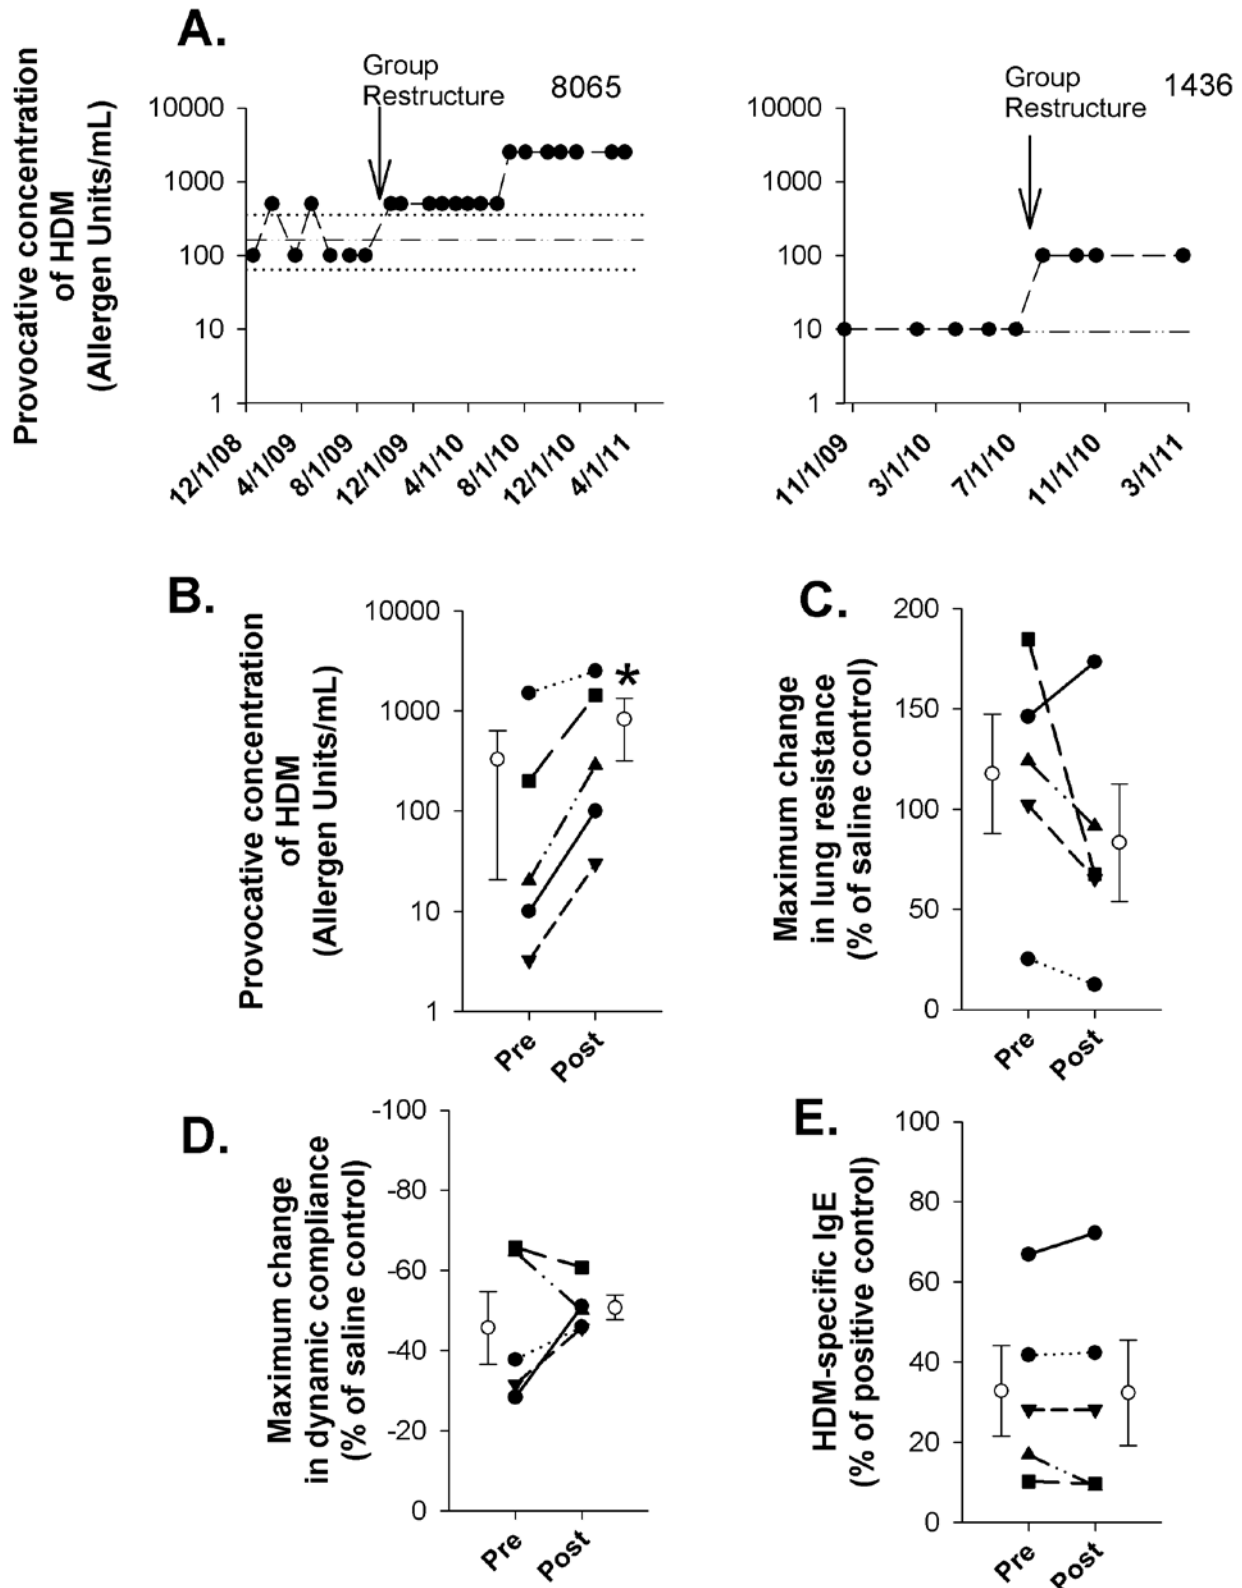 A.
Provocative concentration
of HDM
(Allergen Units/mL)
Group
Restructure
8065
10000
1000
100
10
1
12/1/08
4/1/09
8/1/09
12/1/09
4/1/10
8/1/10
12/1/10
4/1/11
Group
Restructure
1436
10000
1000
100
10
1
11/1/09
3/1/10
7/1/10
11/1/10
3/1/11
B.
Provocative concentration
of HDM
(Allergen Units/mL)
10000
1000
100
10
1
*
Pre
Post
C.
Maximum change
in lung resistance
(% of saline control)
200
150
100
50
0
Pre
Post
D.
Maximum change
in dynamic compliance
(% of saline control)
-100
-80
-60
-40
-20
0
Pre
Post
E.
HDM-specific IgE
(% of positive control)
100
80
60
40
20
0
Pre
Post